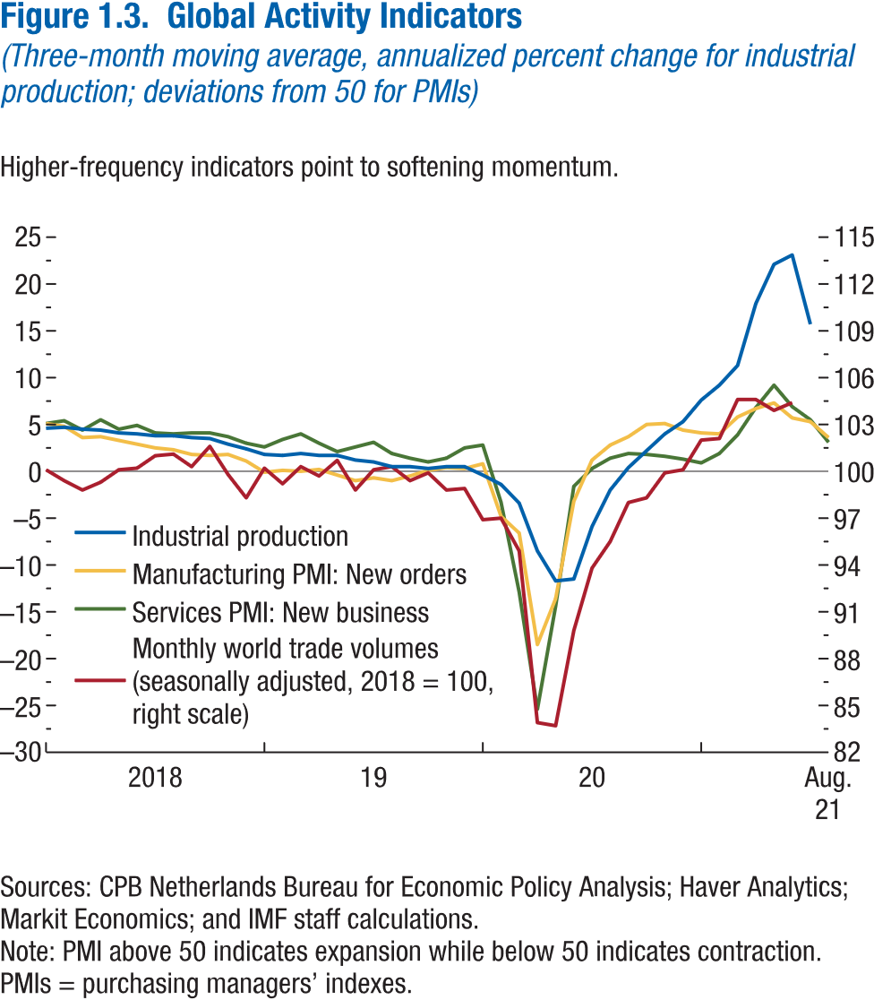 Figure 1.3. Global Activity Indicators
(Three-month moving average, annualized percent change for industrial
production; deviations from 50 for PMIs)
Higher-frequency indicators point to softening momentum.
25
20
15
10
5
0
–5
–10
–15
–20
–25
–30
115
112
109
106
103
100
97
94
91
88
85
82
Industrial production
Manufacturing PMI: New orders
Services PMI: New business
Monthly world trade volumes
(seasonally adjusted, 2018 = 100,
right scale)
2018
19
20
Aug.
21
Sources: CPB Netherlands Bureau for Economic Policy Analysis; Haver Analytics;
Markit Economics; and IMF staff calculations.
Note: PMI above 50 indicates expansion while below 50 indicates contraction.
PMIs = purchasing managers’ indexes.